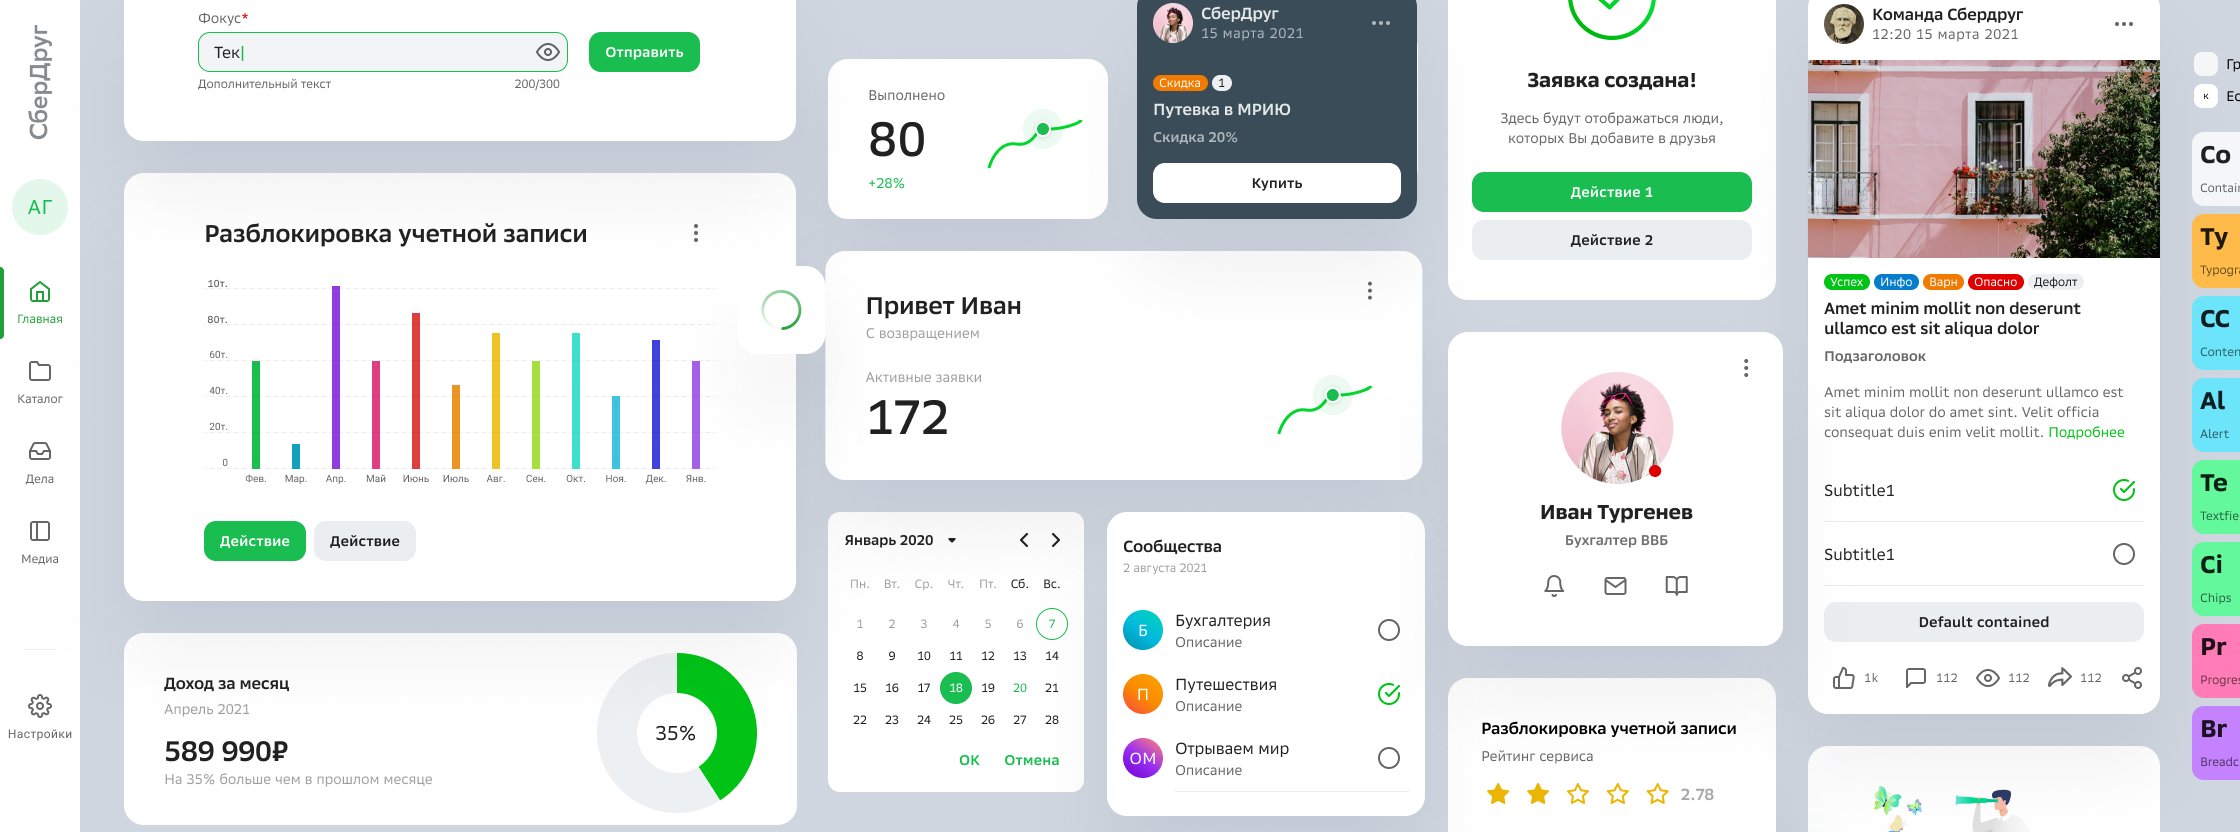 СберДруг
АГ
Главная
Каталог
Дела
Медиа
Настройки
Фокус*
Тек
Отправить
Дополнительный текст
200/300
Разблокировка учетной записи
10т.
80т.
60т.
40т.
20т.
0
Фев. Мар. Апр. Май Июнь Июль Авг. Сен. Окт. Ноя. Дек. Янв.
Действие
Действие
Доход за месяц
Апрель 2021
589 990₽
На 35% больше чем в прошлом месяце
35%
Выполнено
80
+28%
СберДруг
15 марта 2021
Скидка 1
Путевка в МРИЮ
Скидка 20%
Купить
Привет Иван
С возвращением
Активные заявки
172
Январь 2020
Пн. Вт. Ср. Чт. Пт. Сб. Вс.
1 2 3 4 5 6 7
8 9 10 11 12 13 14
15 16 17 18 19 20 21
22 23 24 25 26 27 28
ОК Отмена
Сообщества
2 августа 2021
Б
Бухгалтерия
Описание
П
Путешествия
Описание
ОМ
Отрываем мир
Описание
Заявка создана!
Здесь будут отображаться люди,
которых Вы добавите в друзья
Действие 1
Действие 2
Иван Тургенев
Бухгалтер ВВБ
Разблокировка учетной записи
Рейтинг сервиса
2.78
Команда Сбердруг
12:20 15 марта 2021
Успех Инфо Варн Опасно Дефолт
Amet minim mollit non deserunt
ullamco est sit aliqua dolor
Подзаголовок
Amet minim mollit non deserunt ullamco est
sit aliqua dolor do amet sint. Velit officia
consequat duis enim velit mollit. Подробнее
Subtitle1
Subtitle1
Default contained
1k 112 112 112
Гр
к Ес
Co
Contai
Ty
Typogr
CC
Conten
Al
Alert
Te
Textfie
Ci
Chips
Pr
Progres
Br
Breadc